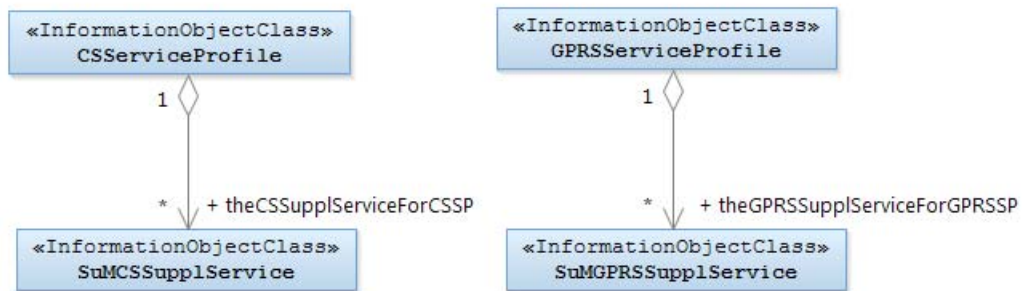 «InformationObjectClass»
CSServiceProfile
1
*
+ theCSSupplServiceForCSSP
«InformationObjectClass»
SuMCSSupplService
«InformationObjectClass»
GPRSServiceProfile
1
*
+ theGPRSSupplServiceForGPRSSP
«InformationObjectClass»
SuMGPRSSupplService